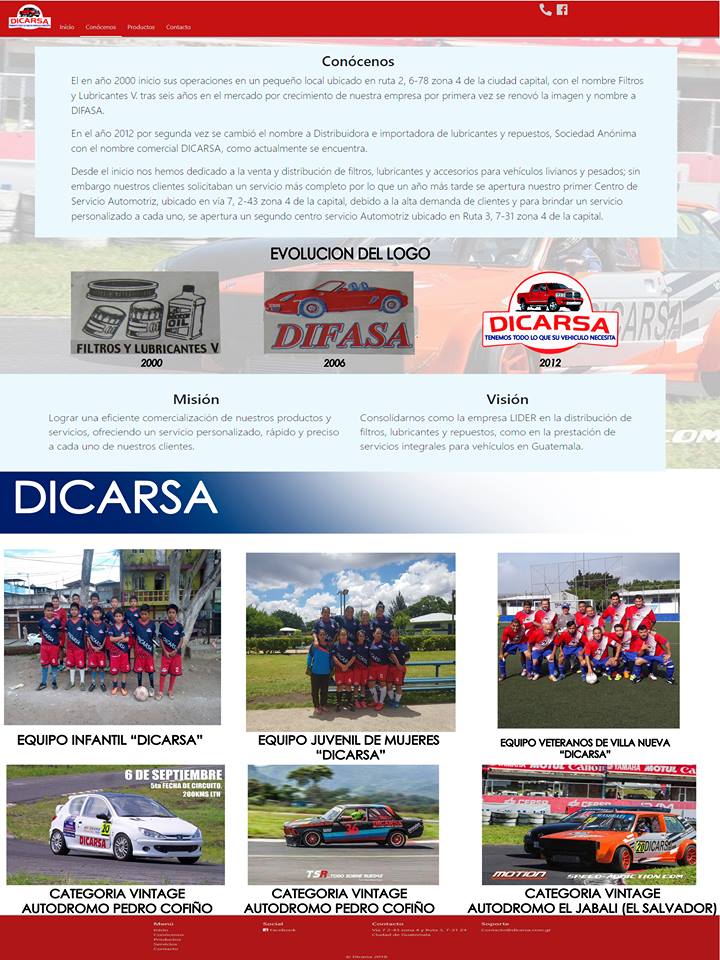 DICARSA
Inicio Conócenos Productos Contacto
Conócenos
El en año 2000 inicio sus operaciones en un pequeño local ubicado en ruta 2, 6-78 zona 4 de la ciudad capital, con el nombre Filtros
y Lubricantes V. tras seis años en el mercado por crecimiento de nuestra empresa por primera vez se renovó la imagen y nombre a
DIFASA.
En el año 2012 por segunda vez se cambió el nombre a Distribuidora e importadora de lubricantes y repuestos, Sociedad Anónima
con el nombre comercial DICARSA, como actualmente se encuentra.
Desde el inicio nos hemos dedicado a la venta y distribución de filtros, lubricantes y accesorios para vehículos livianos y pesados; sin
embargo nuestros clientes solicitaban un servicio más completo por lo que un año más tarde se apertura nuestro primer Centro de
Servicio Automotriz, ubicado en vía 7, 2-43 zona 4 de la capital, debido a la alta demanda de clientes y para brindar un servicio
personalizado a cada uno, se apertura un segundo centro servicio Automotriz ubicado en Ruta 3, 7-31 zona 4 de la capital.
EVOLUCION DEL LOGO
OIL
FILTROS Y LUBRICANTES V
2000
DIFASA
2006
DICARSA
TENEMOS TODO LO QUE SU VEHICULO NECESITA
2012
Misión
Lograr una eficiente comercialización de nuestros productos y
servicios, ofreciendo un servicio personalizado, rápido y preciso
a cada uno de nuestros clientes.
Visión
Consolidarnos como la empresa LIDER en la distribución de
filtros, lubricantes y repuestos, como en la prestación de
servicios integrales para vehículos en Guatemala.
DICARSA
EQUIPO INFANTIL “DICARSA”
EQUIPO JUVENIL DE MUJERES
“DICARSA”
EQUIPO VETERANOS DE VILLA NUEVA
“DICARSA”
6 DE SEPTIEMBRE
5ta FECHA DE CIRCUITO,
200KMS LTH
DICARSA
CATEGORIA VINTAGE
AUTODROMO PEDRO COFIÑO
36
TSR TODO SOBRE RUEDAS
CATEGORIA VINTAGE
AUTODROMO PEDRO COFIÑO
YAMAHA MOTUL
20 DICARSA
MOTION SPEED-ADDICTION.COM
CATEGORIA VINTAGE
AUTODROMO EL JABALI (EL SALVADOR)
Menú
Inicio
Conócenos
Productos
Servicios
Contacto
Social
Facebook
Contacto
Vía 7 2-43 zona 4 y Ruta 3, 7-31 Z4
Ciudad de Guatemala
Soporte
Contacto@dicarsa.com.gt
© Dicarsa 2018